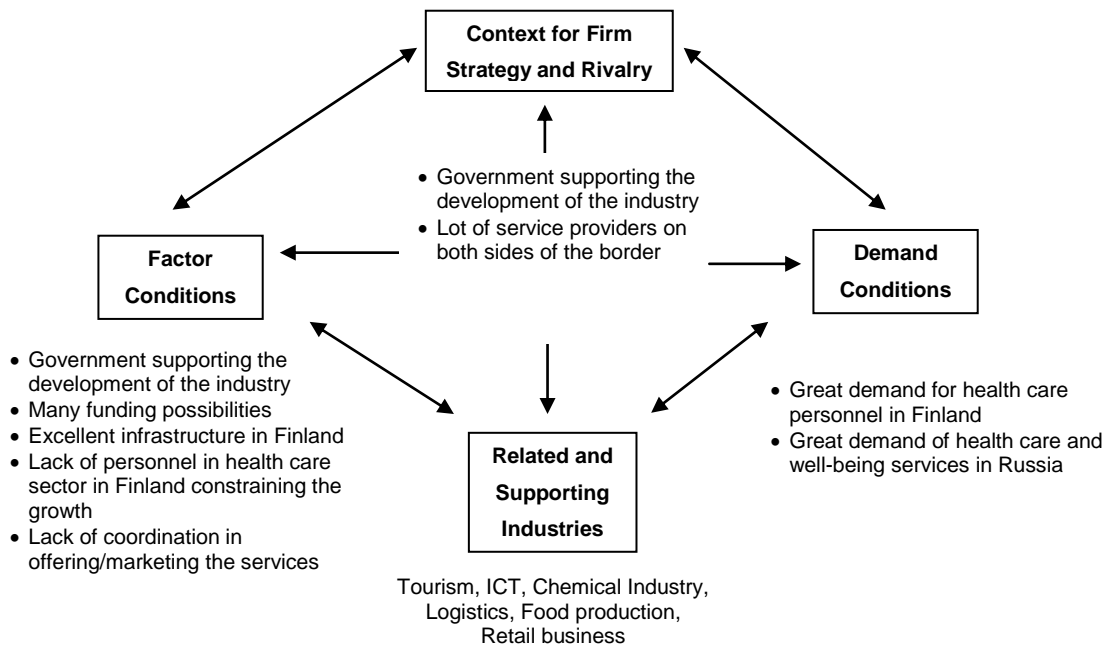 Context for Firm
Strategy and Rivalry
• Government supporting the
development of the industry
• Lot of service providers on
both sides of the border
Factor
Conditions
Demand
Conditions
• Government supporting the
development of the industry
• Many funding possibilities
• Excellent infrastructure in Finland
• Lack of personnel in health care
sector in Finland constraining the
growth
• Lack of coordination in
offering/marketing the services
• Great demand for health care
personnel in Finland
• Great demand of health care and
well-being services in Russia
Related and
Supporting
Industries
Tourism, ICT, Chemical Industry,
Logistics, Food production,
Retail business